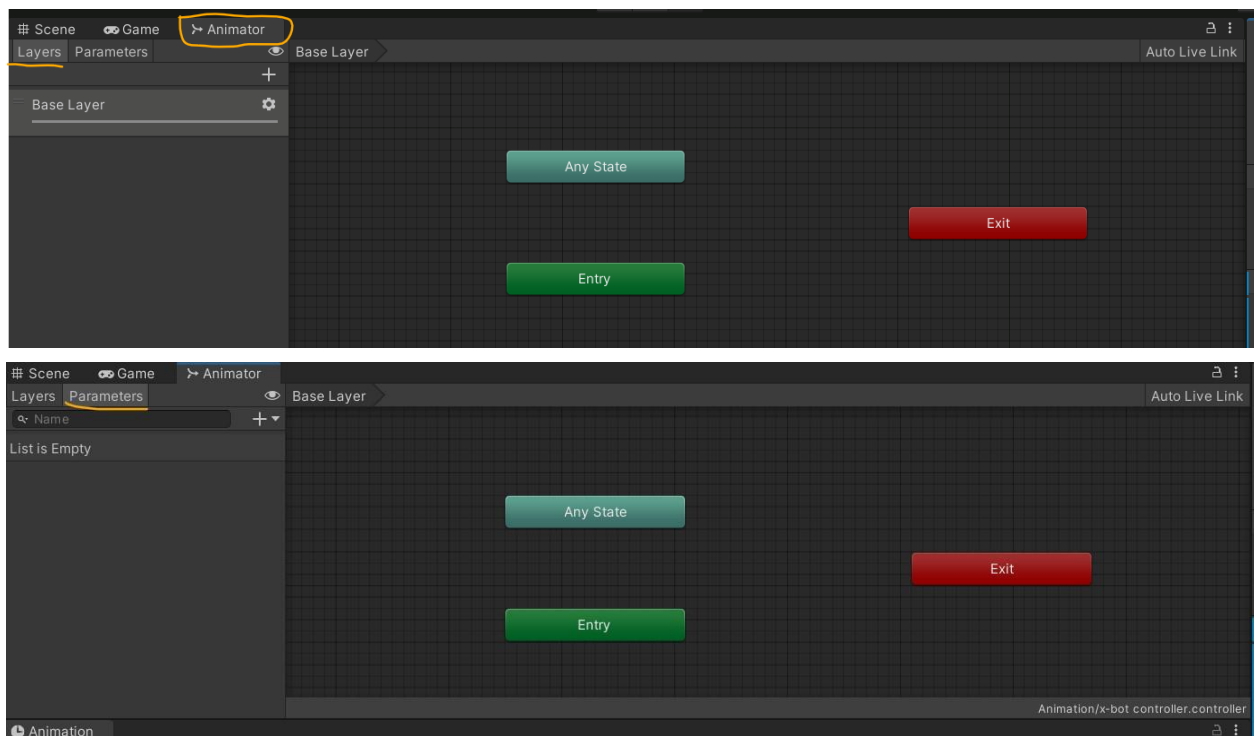 Scene Game Animator
Layers Parameters Base Layer Auto Live Link
Base Layer
Any State
Exit
Entry
Scene Game Animator
Layers Parameters Base Layer Auto Live Link
Name
List is Empty
Any State
Exit
Entry
Animation/x-bot controller.controller
Animation